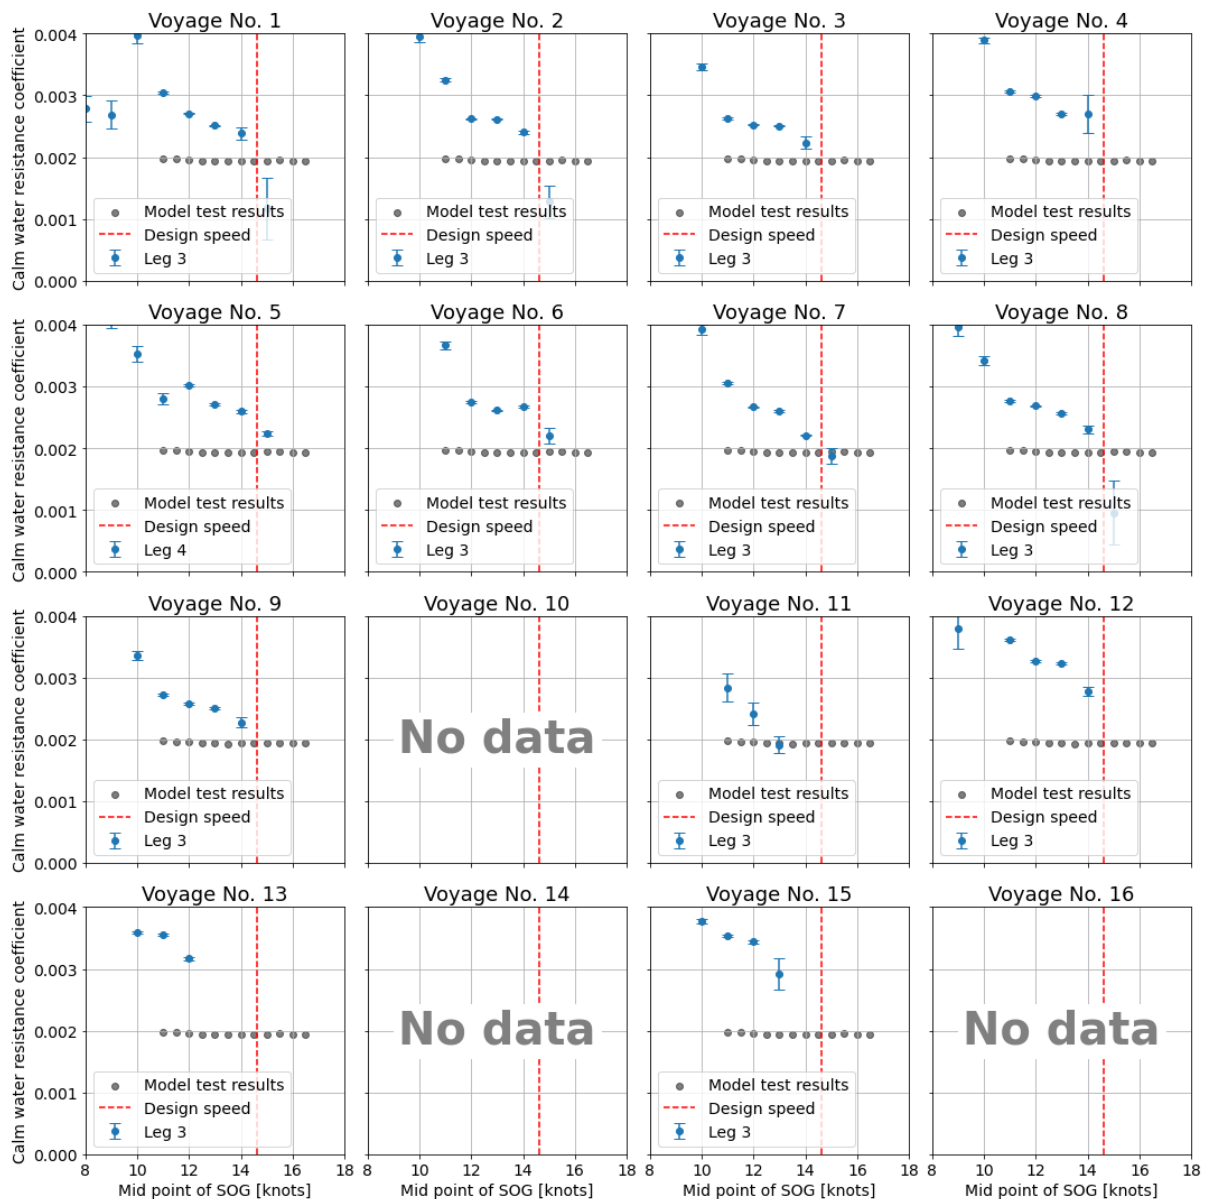 Voyage No. 1
Voyage No. 2
Voyage No. 3
Voyage No. 4
Calm water resistance coefficient
0.004
0.003
0.002
0.001
0.000
Model test results
Design speed
Leg 3
Model test results
Design speed
Leg 3
Model test results
Design speed
Leg 3
Model test results
Design speed
Leg 3
Voyage No. 5
Voyage No. 6
Voyage No. 7
Voyage No. 8
Calm water resistance coefficient
0.004
0.003
0.002
0.001
0.000
Model test results
Design speed
Leg 4
Model test results
Design speed
Leg 3
Model test results
Design speed
Leg 3
Model test results
Design speed
Leg 3
Voyage No. 9
Voyage No. 10
Voyage No. 11
Voyage No. 12
Calm water resistance coefficient
0.004
0.003
0.002
0.001
0.000
Model test results
Design speed
Leg 3
No data
Model test results
Design speed
Leg 3
Model test results
Design speed
Leg 3
Voyage No. 13
Voyage No. 14
Voyage No. 15
Voyage No. 16
Calm water resistance coefficient
0.004
0.003
0.002
0.001
0.000
Model test results
Design speed
Leg 3
No data
Model test results
Design speed
Leg 3
No data
8 10 12 14 16 18
8 10 12 14 16 18
8 10 12 14 16 18
8 10 12 14 16 18
Mid point of SOG [knots]
Mid point of SOG [knots]
Mid point of SOG [knots]
Mid point of SOG [knots]